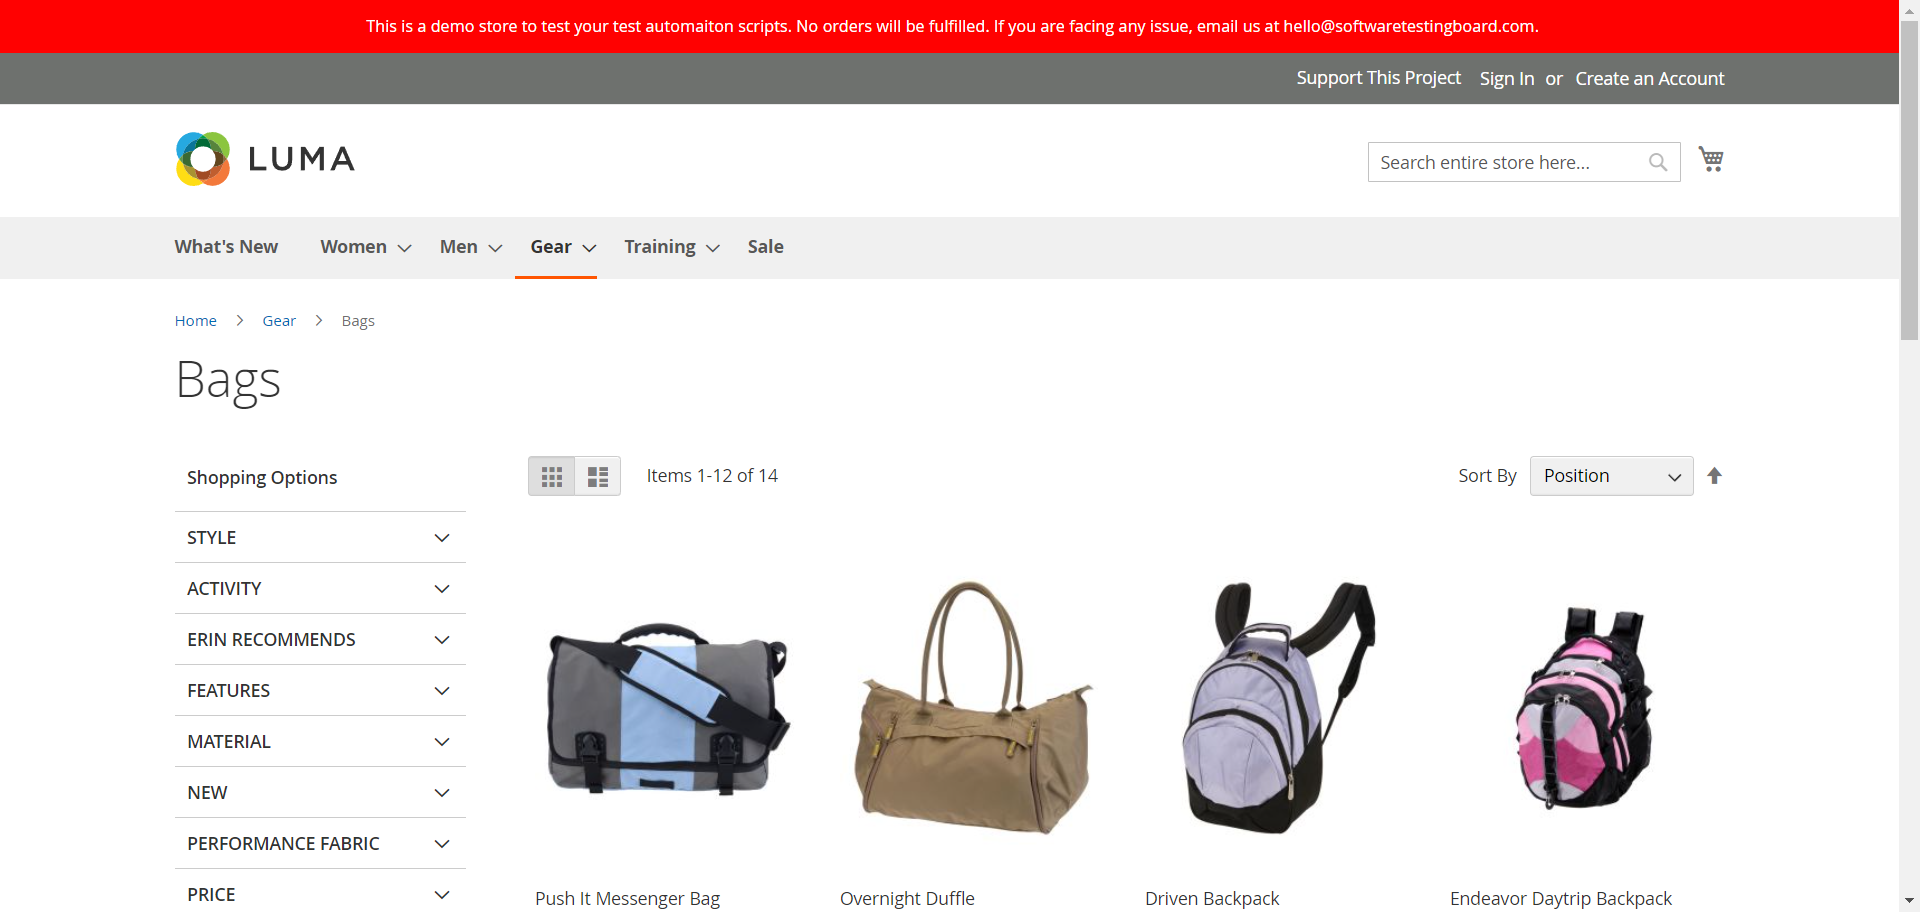 This is a demo store to test your test automaiton scripts. No orders will be fulfilled. If you are facing any issue, email us at hello@softwaretestingboard.com.
Support This Project Sign In or Create an Account
LUMA
Search entire store here...
What's New Women Men Gear Training Sale
Home > Gear > Bags
Bags
Shopping Options
Items 1-12 of 14
Sort By Position
STYLE
ACTIVITY
ERIN RECOMMENDS
FEATURES
MATERIAL
NEW
PERFORMANCE FABRIC
PRICE
Push It Messenger Bag
Overnight Duffle
Driven Backpack
Endeavor Daytrip Backpack